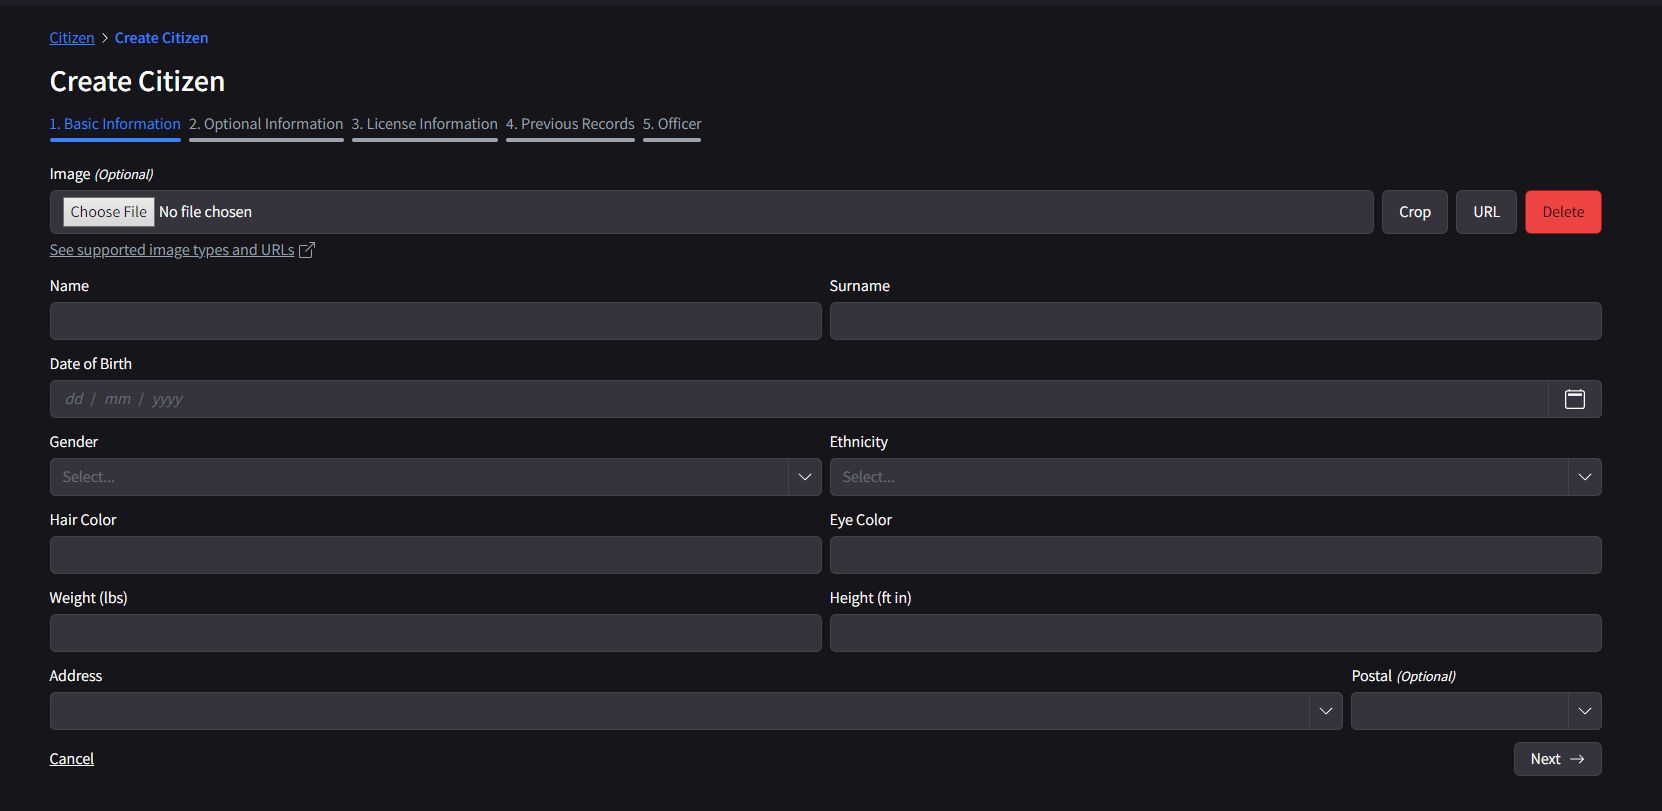 Citizen > Create Citizen
Create Citizen
1. Basic Information 2. Optional Information 3. License Information 4. Previous Records 5. Officer
Image (Optional)
Choose File No file chosen Crop URL Delete
See supported image types and URLs
Name Surname
Date of Birth
dd / mm / yyyy
Gender Ethnicity
Select... Select...
Hair Color Eye Color
Weight (lbs) Height (ft in)
Address Postal (Optional)
Cancel Next →